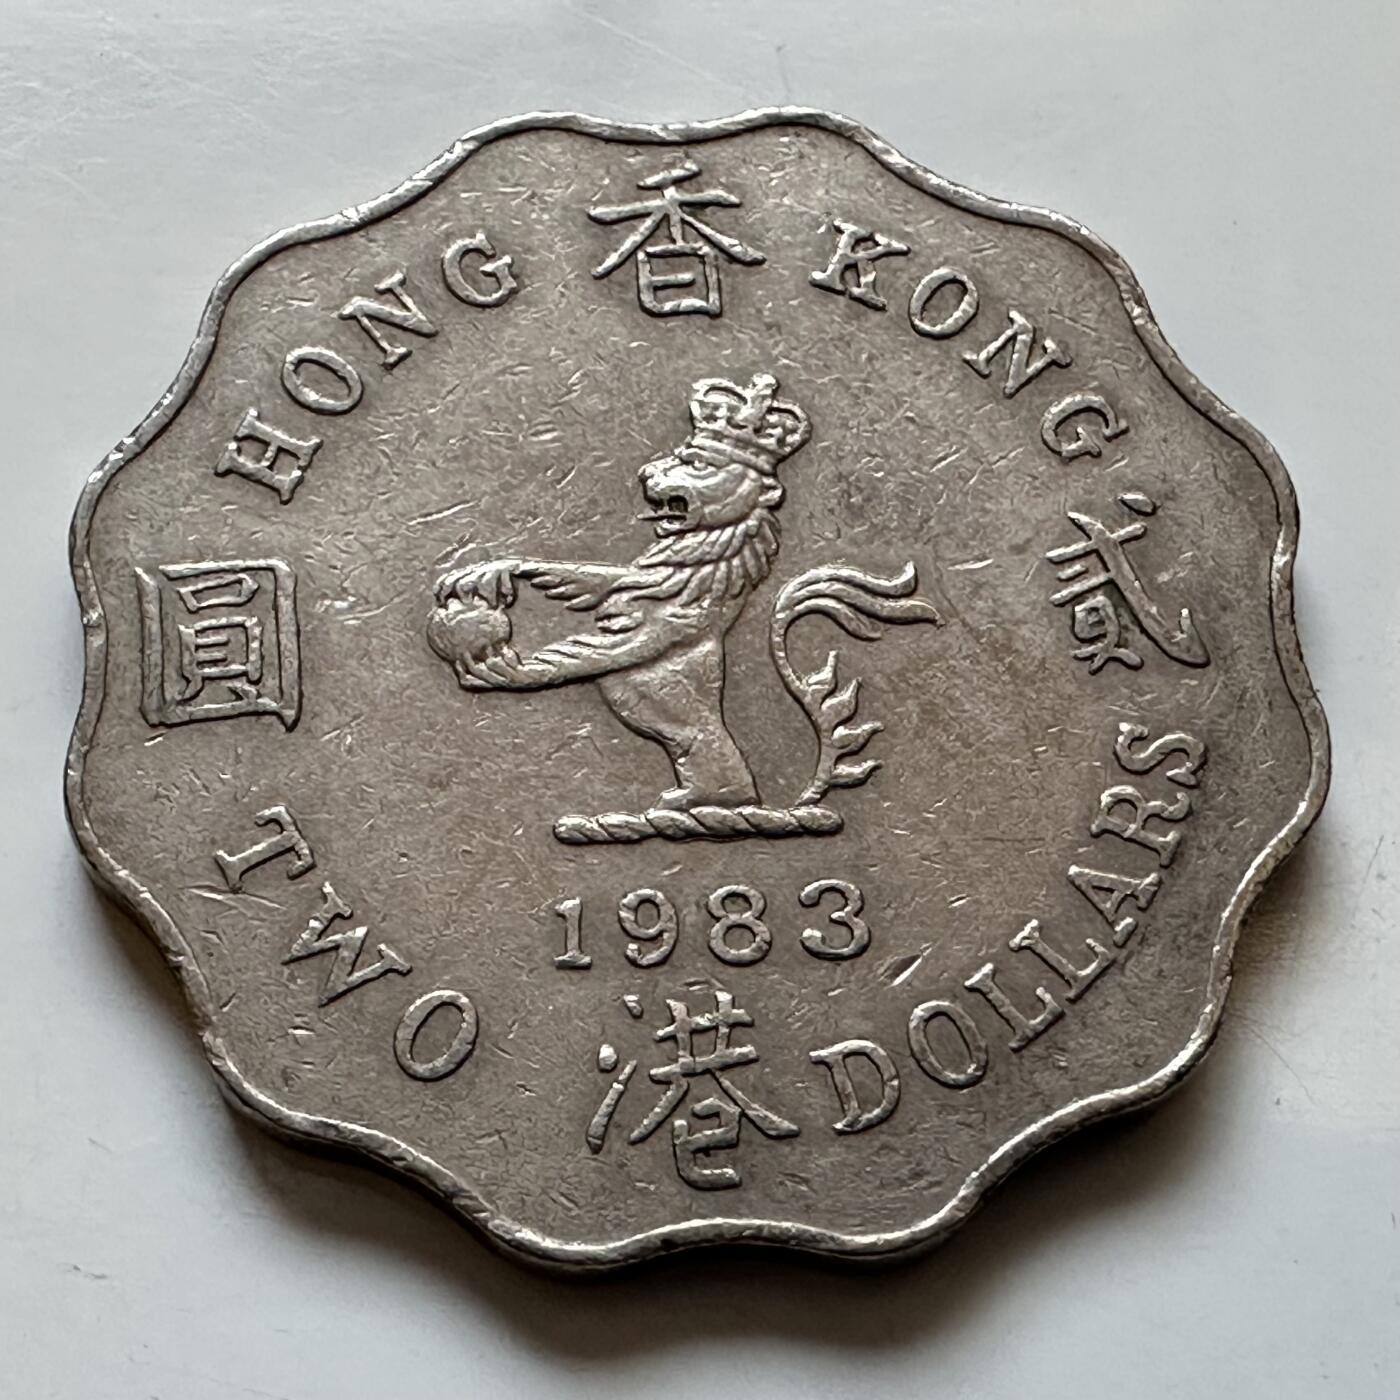 HONG KONG
香港
貳圓
1983
TWO DOLLARS